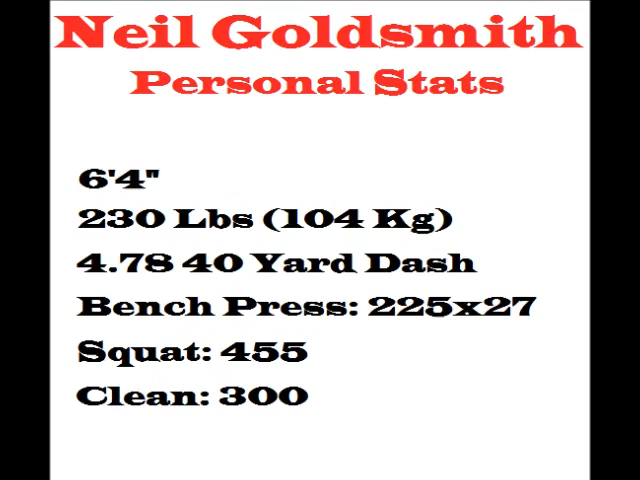 Neil Goldsmith
Personal Stats
6'4"
230 Lbs (104 Kg)
4.78 40 Yard Dash
Bench Press: 225x27
Squat: 455
Clean: 300